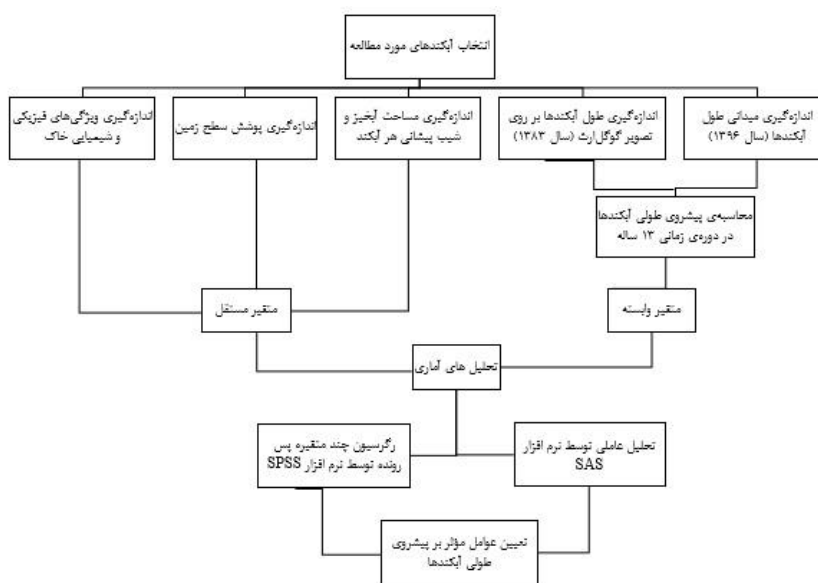 انتخاب آبکندهای مورد مطالعه
اندازه‌گیری میدانی طول
آبکندها (سال ۱۳۹۶)
اندازه‌گیری طول آبکندها بر روی
تصویر گوگل‌ارث (سال ۱۳۸۳)
اندازه‌گیری مساحت آبخیز و
شیب پیشانی هر آبکند
اندازه‌گیری پوشش سطح زمین
اندازه‌گیری ویژگی‌های فیزیکی
و شیمیایی خاک
محاسبه‌ی پیشروی طولی آبکندها
در دوره‌ی زمانی ۱۳ ساله
متغیر وابسته
متغیر مستقل
تحلیل های آماری
تحلیل عاملی توسط نرم افزار
SAS
رگرسیون چند متغیره پس
رونده توسط نرم افزار SPSS
تعیین عوامل مؤثر بر پیشروی
طولی آبکندها